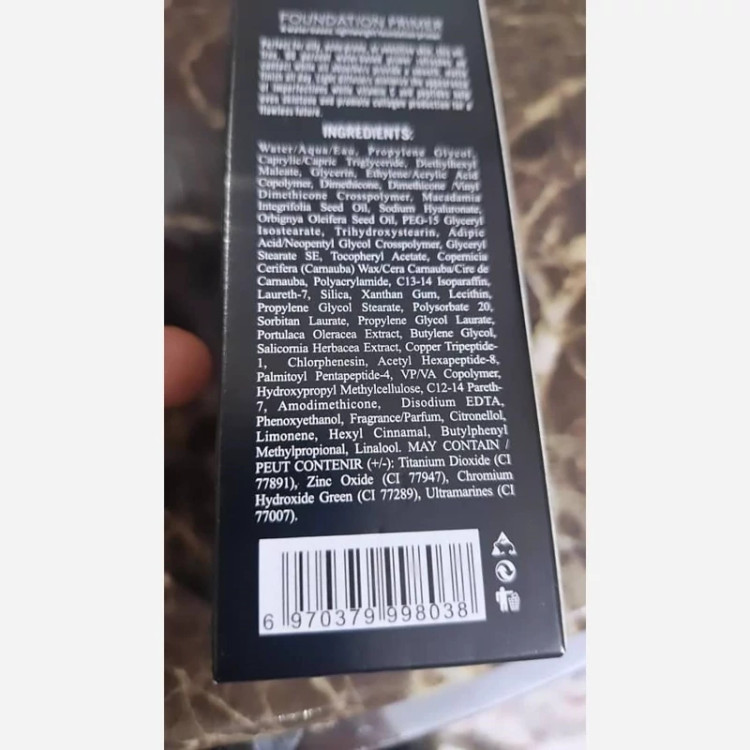 FOUNDATION PRIMER
INGREDIENTS:
Water/Aqua/Eau, Propylene Glycol,
Caprylic/Capric Triglyceride, Diethylhexyl
Maleate, Glycerin, Ethylene/Acrylic Acid
Copolymer, Dimethicone, Dimethicone /Vinyl
Dimethicone Crosspolymer, Macadamia
Integrifolia Seed Oil, Sodium Hyaluronate,
Orbignya Oleifera Seed Oil, PEG-15 Glyceryl
Isostearate, Trihydroxystearin, Adipic
Acid/Neopentyl Glycol Crosspolymer, Glyceryl
Stearate SE, Tocopheryl Acetate, Copernicia
Cerifera (Carnauba) Wax/Cera Carnauba/Cire de
Carnauba, Polyacrylamide, C13-14 Isoparaffin,
Laureth-7, Silica, Xanthan Gum, Lecithin,
Propylene Glycol Stearate, Polysorbate 20,
Sorbitan Laurate, Propylene Glycol Laurate,
Portulaca Oleracea Extract, Butylene Glycol,
Salicornia Herbacea Extract, Copper Tripeptide-
1, Chlorphenesin, Acetyl Hexapeptide-8,
Palmitoyl Pentapeptide-4, VP/VA Copolymer,
Hydroxypropyl Methylcellulose, C12-14 Pareth-
7, Amodimethicone, Disodium EDTA,
Phenoxyethanol, Fragrance/Parfum, Citronellol,
Limonene, Hexyl Cinnamal, Butylphenyl
Methylpropional, Linalool. MAY CONTAIN /
PEUT CONTENIR (+/-): Titanium Dioxide (CI
77891), Zinc Oxide (CI 77947), Chromium
Hydroxide Green (CI 77289), Ultramarines (CI
77007).
6 970379 998038